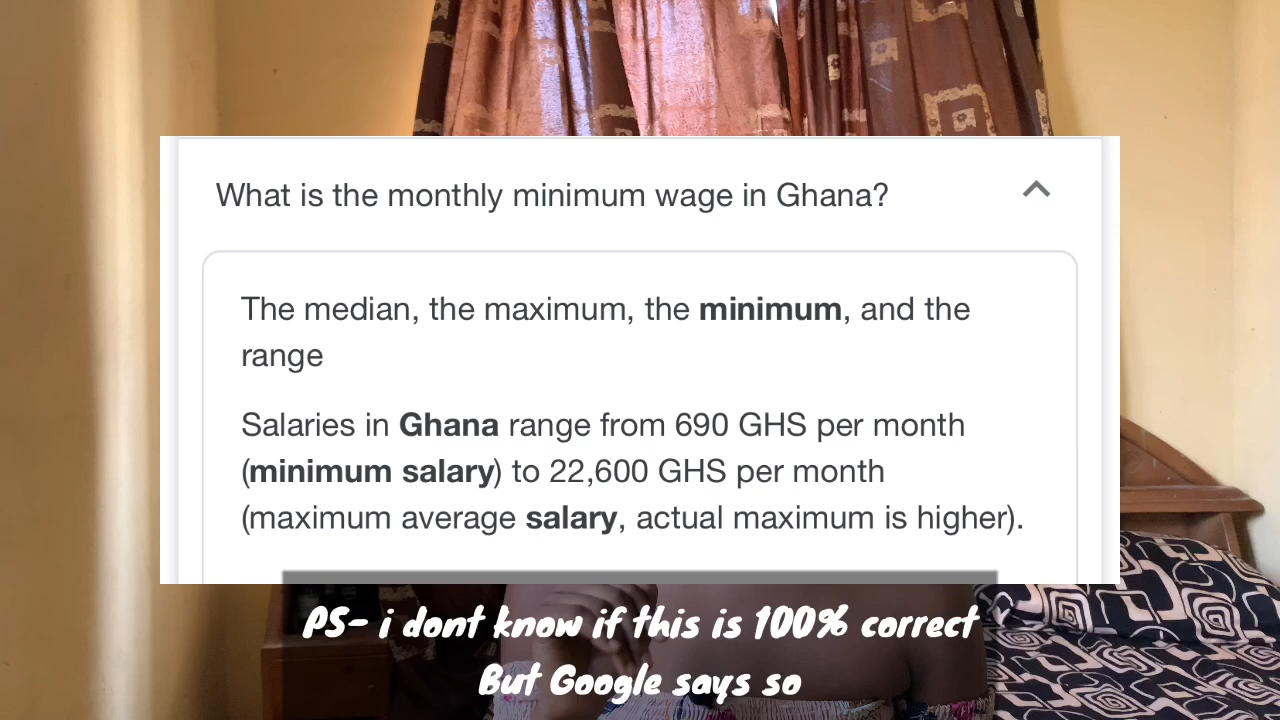 What is the monthly minimum wage in Ghana?
The median, the maximum, the minimum, and the
range
Salaries in Ghana range from 690 GHS per month
(minimum salary) to 22,600 GHS per month
(maximum average salary, actual maximum is higher).
PS- i dont know if this is 100% correct
But Google says so